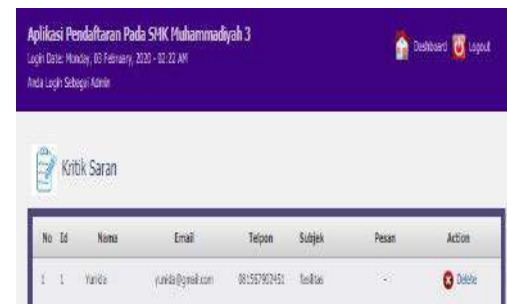 Aplikasi Pendaftaran Pada SMK Muhammadiyah 3
Dashboard Logout
Login Date: Monday, 03 February, 2020 - 02:22 AM
Anda Login Sebagai Admin
Kritik Saran
No Id Nama Email Telpon Subjek Pesan Action
1 1 Yunida yunida@gmail.com 081567902451 fasilitas - Delete